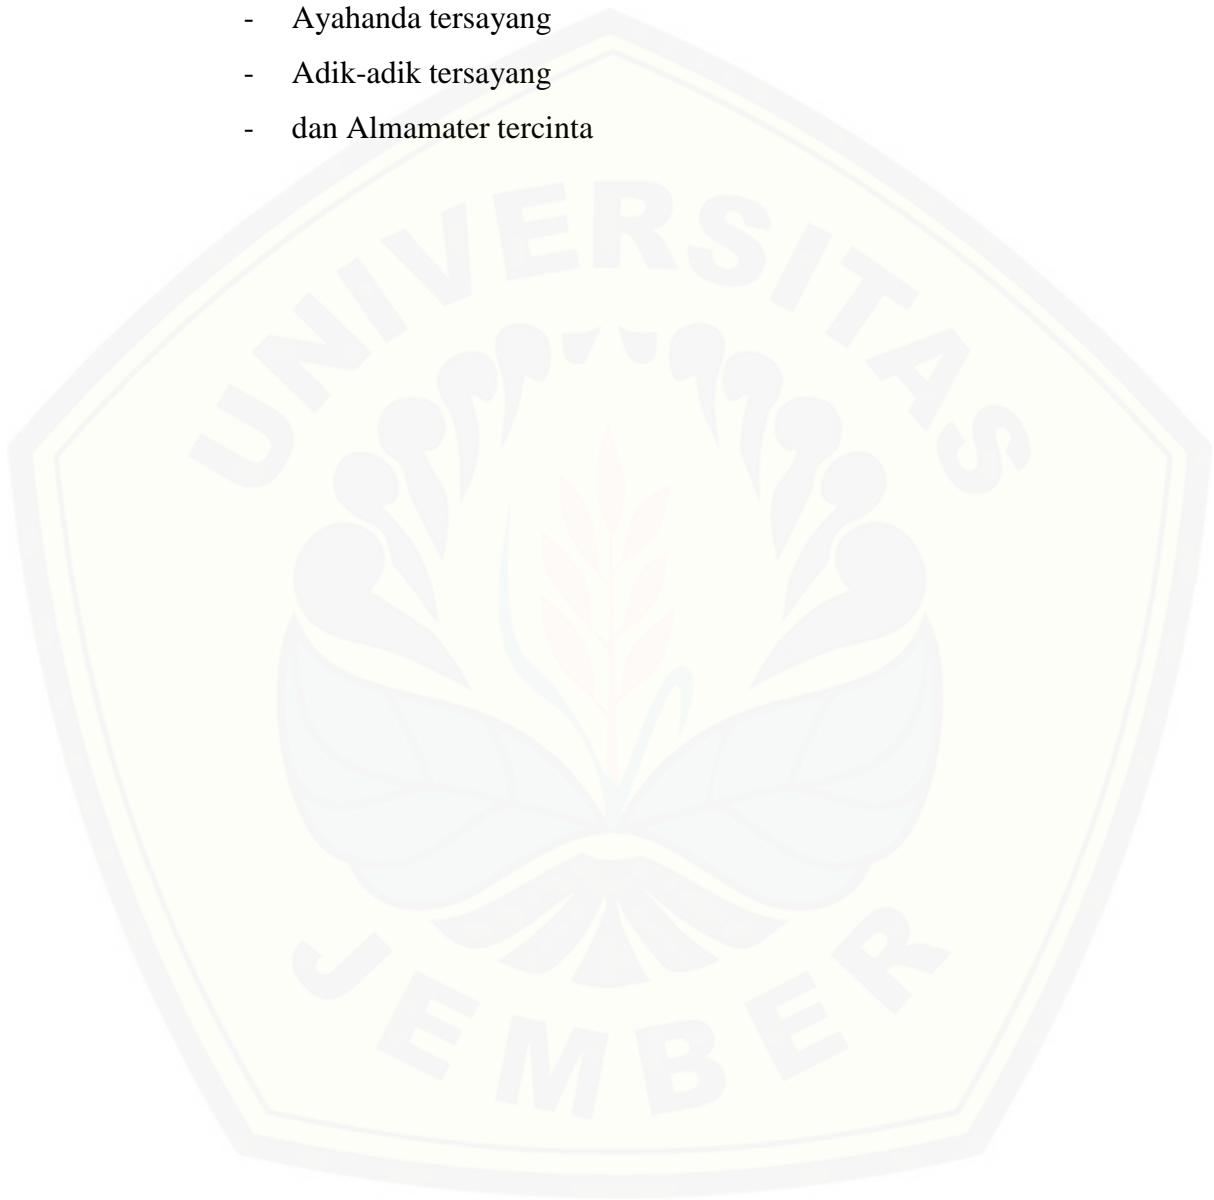 - Ayahanda tersayang
- Adik-adik tersayang
- dan Almamater tercinta
UNIVERSITAS
JEMBER